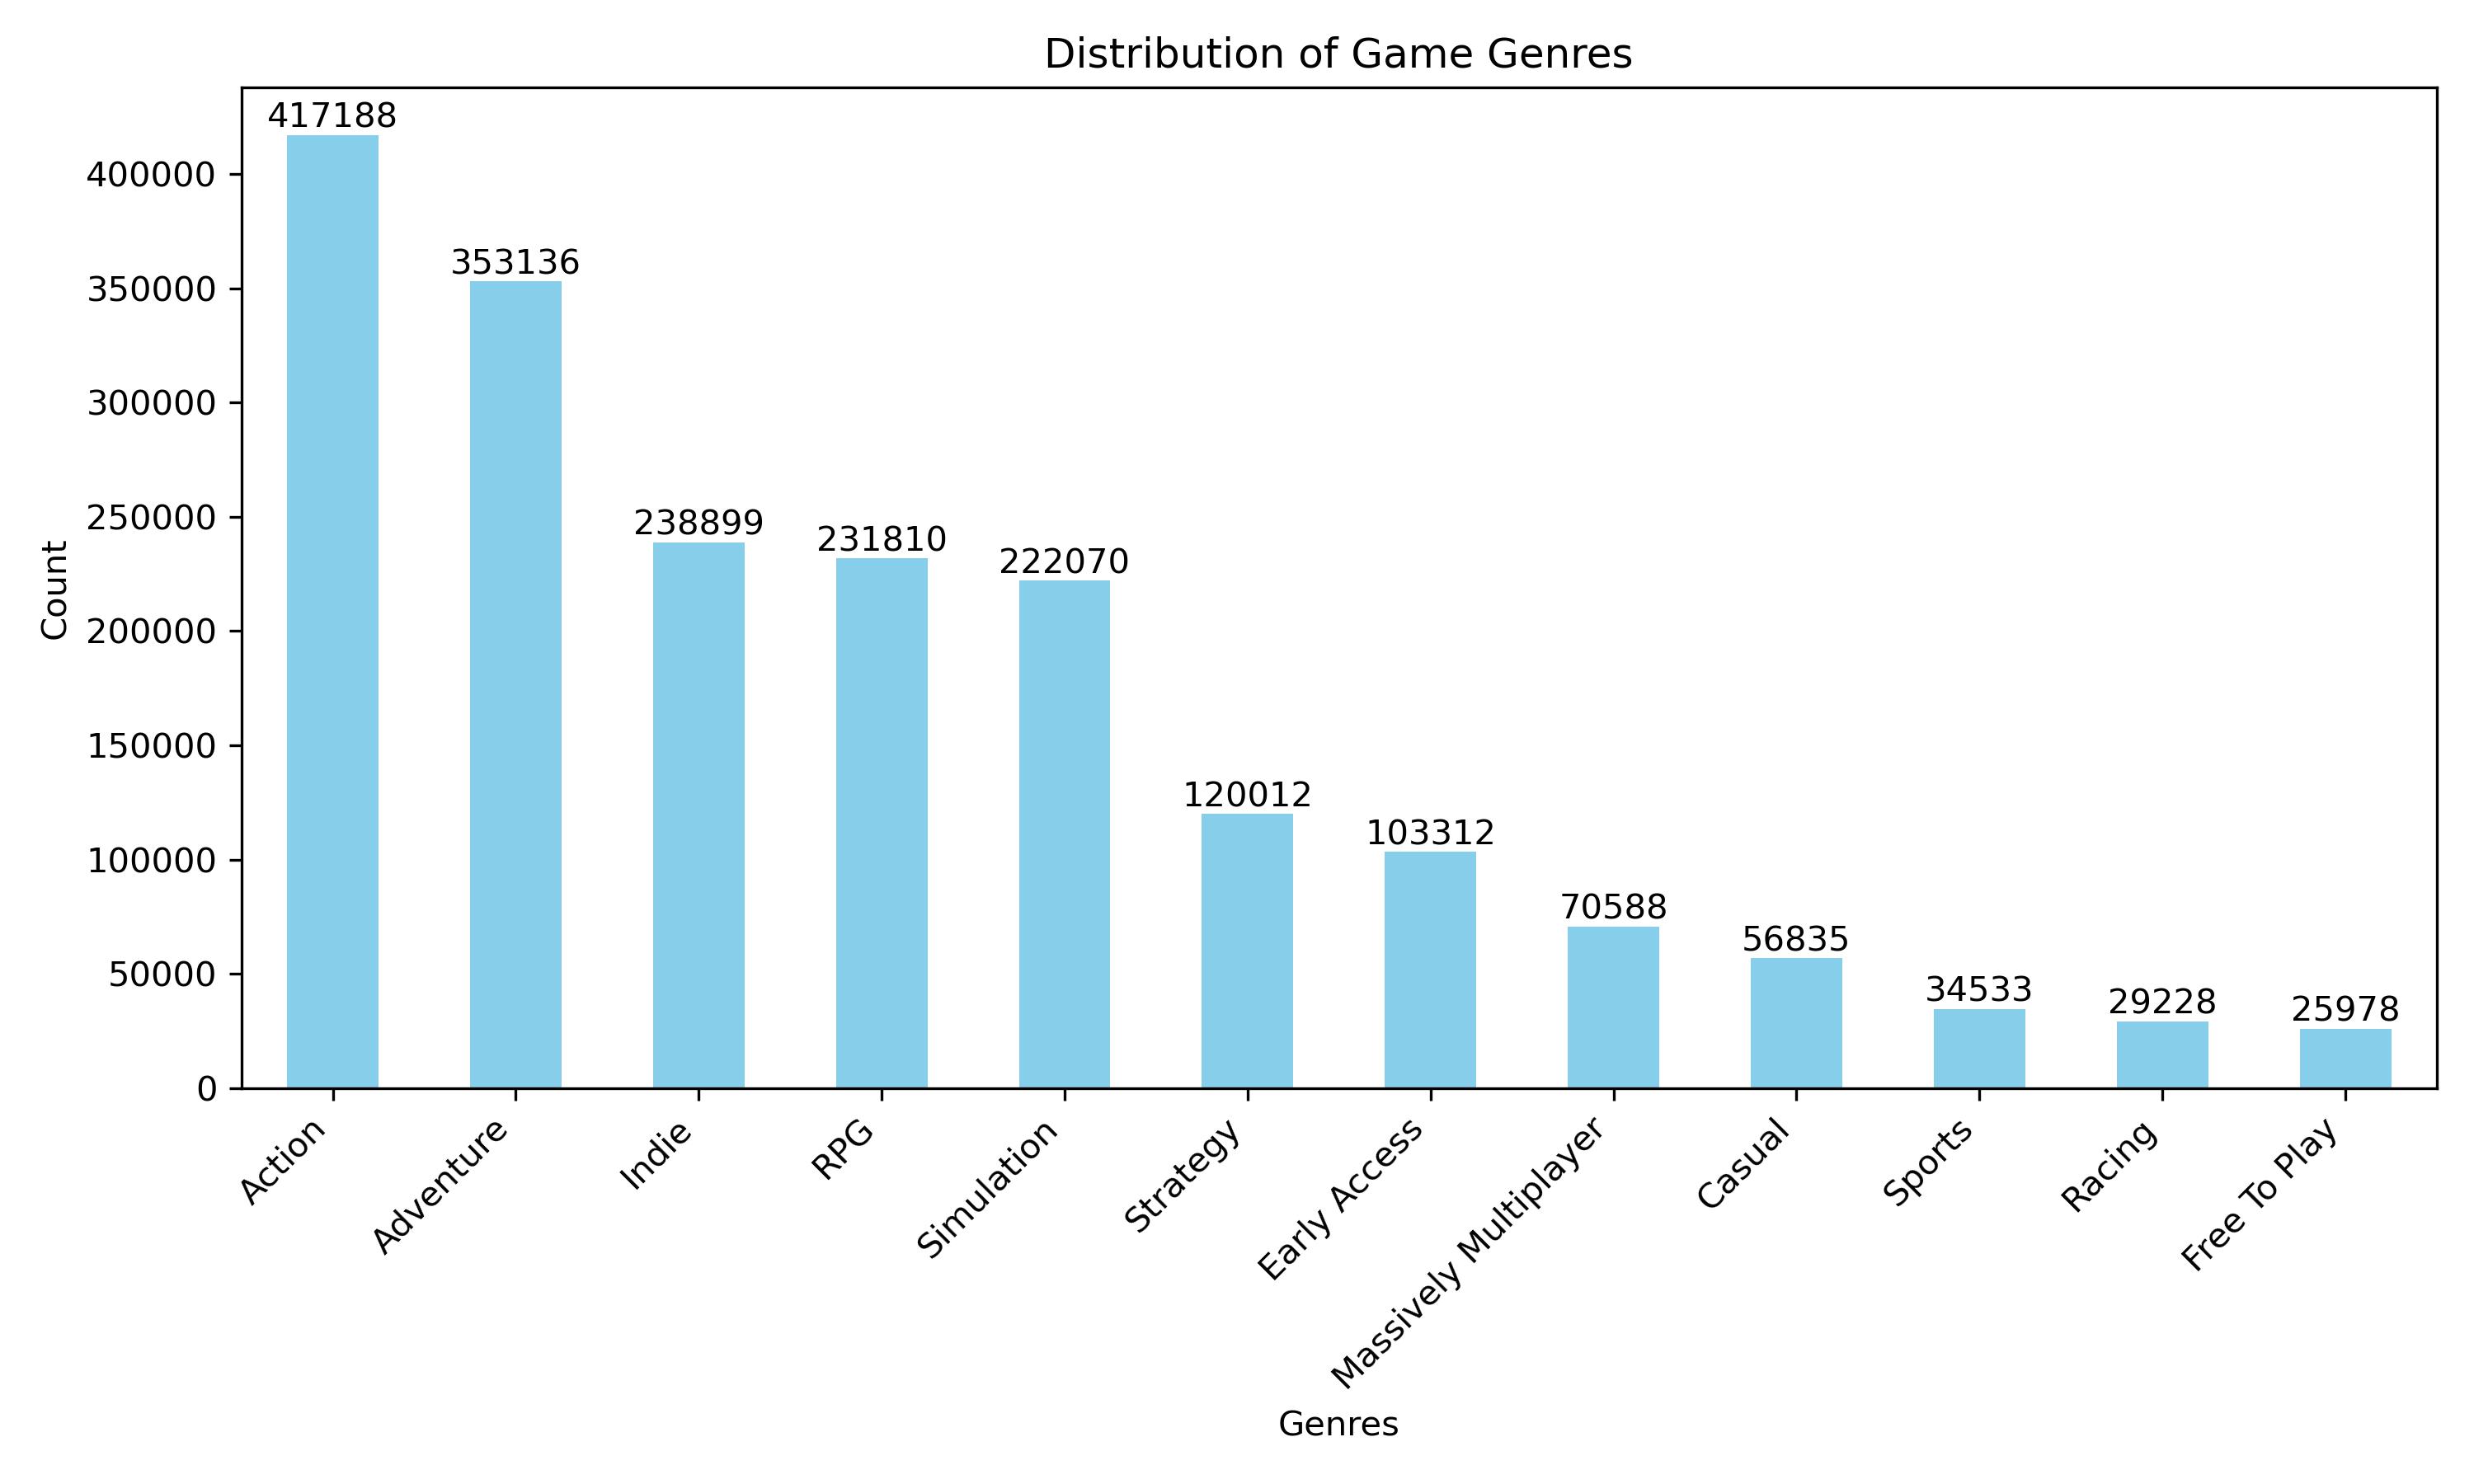 Distribution of Game Genres
417188
353136
238899
231810
222070
120012
103312
70588
56835
34533
29228
25978
400000
350000
300000
250000
200000
150000
100000
50000
0
Count
Action
Adventure
Indie
RPG
Simulation
Strategy
Early Access
Massively Multiplayer
Casual
Sports
Racing
Free To Play
Genres